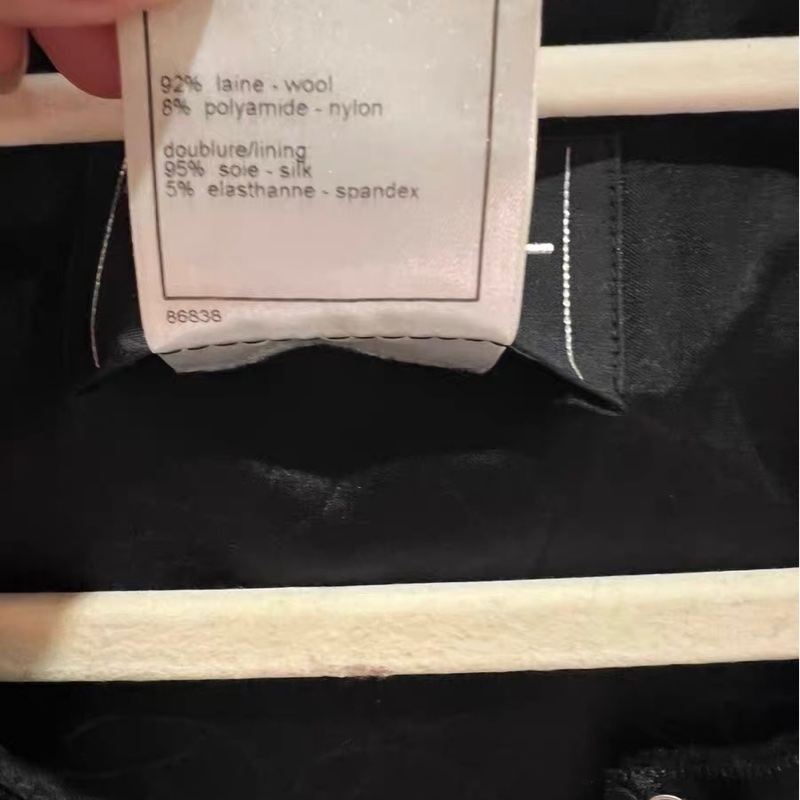 92% laine - wool
8% polyamide - nylon
doublure/lining
95% soie - silk
5% elasthanne - spandex
86838